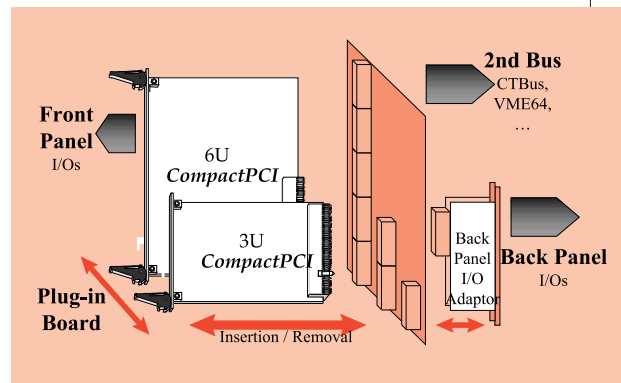 2nd Bus
CTBus,
VME64,
...
Front
Panel
I/Os
6U
CompactPCI
3U
CompactPCI
Back
Panel
I/O
Adaptor
Back Panel
I/Os
Plug-in
Board
Insertion / Removal